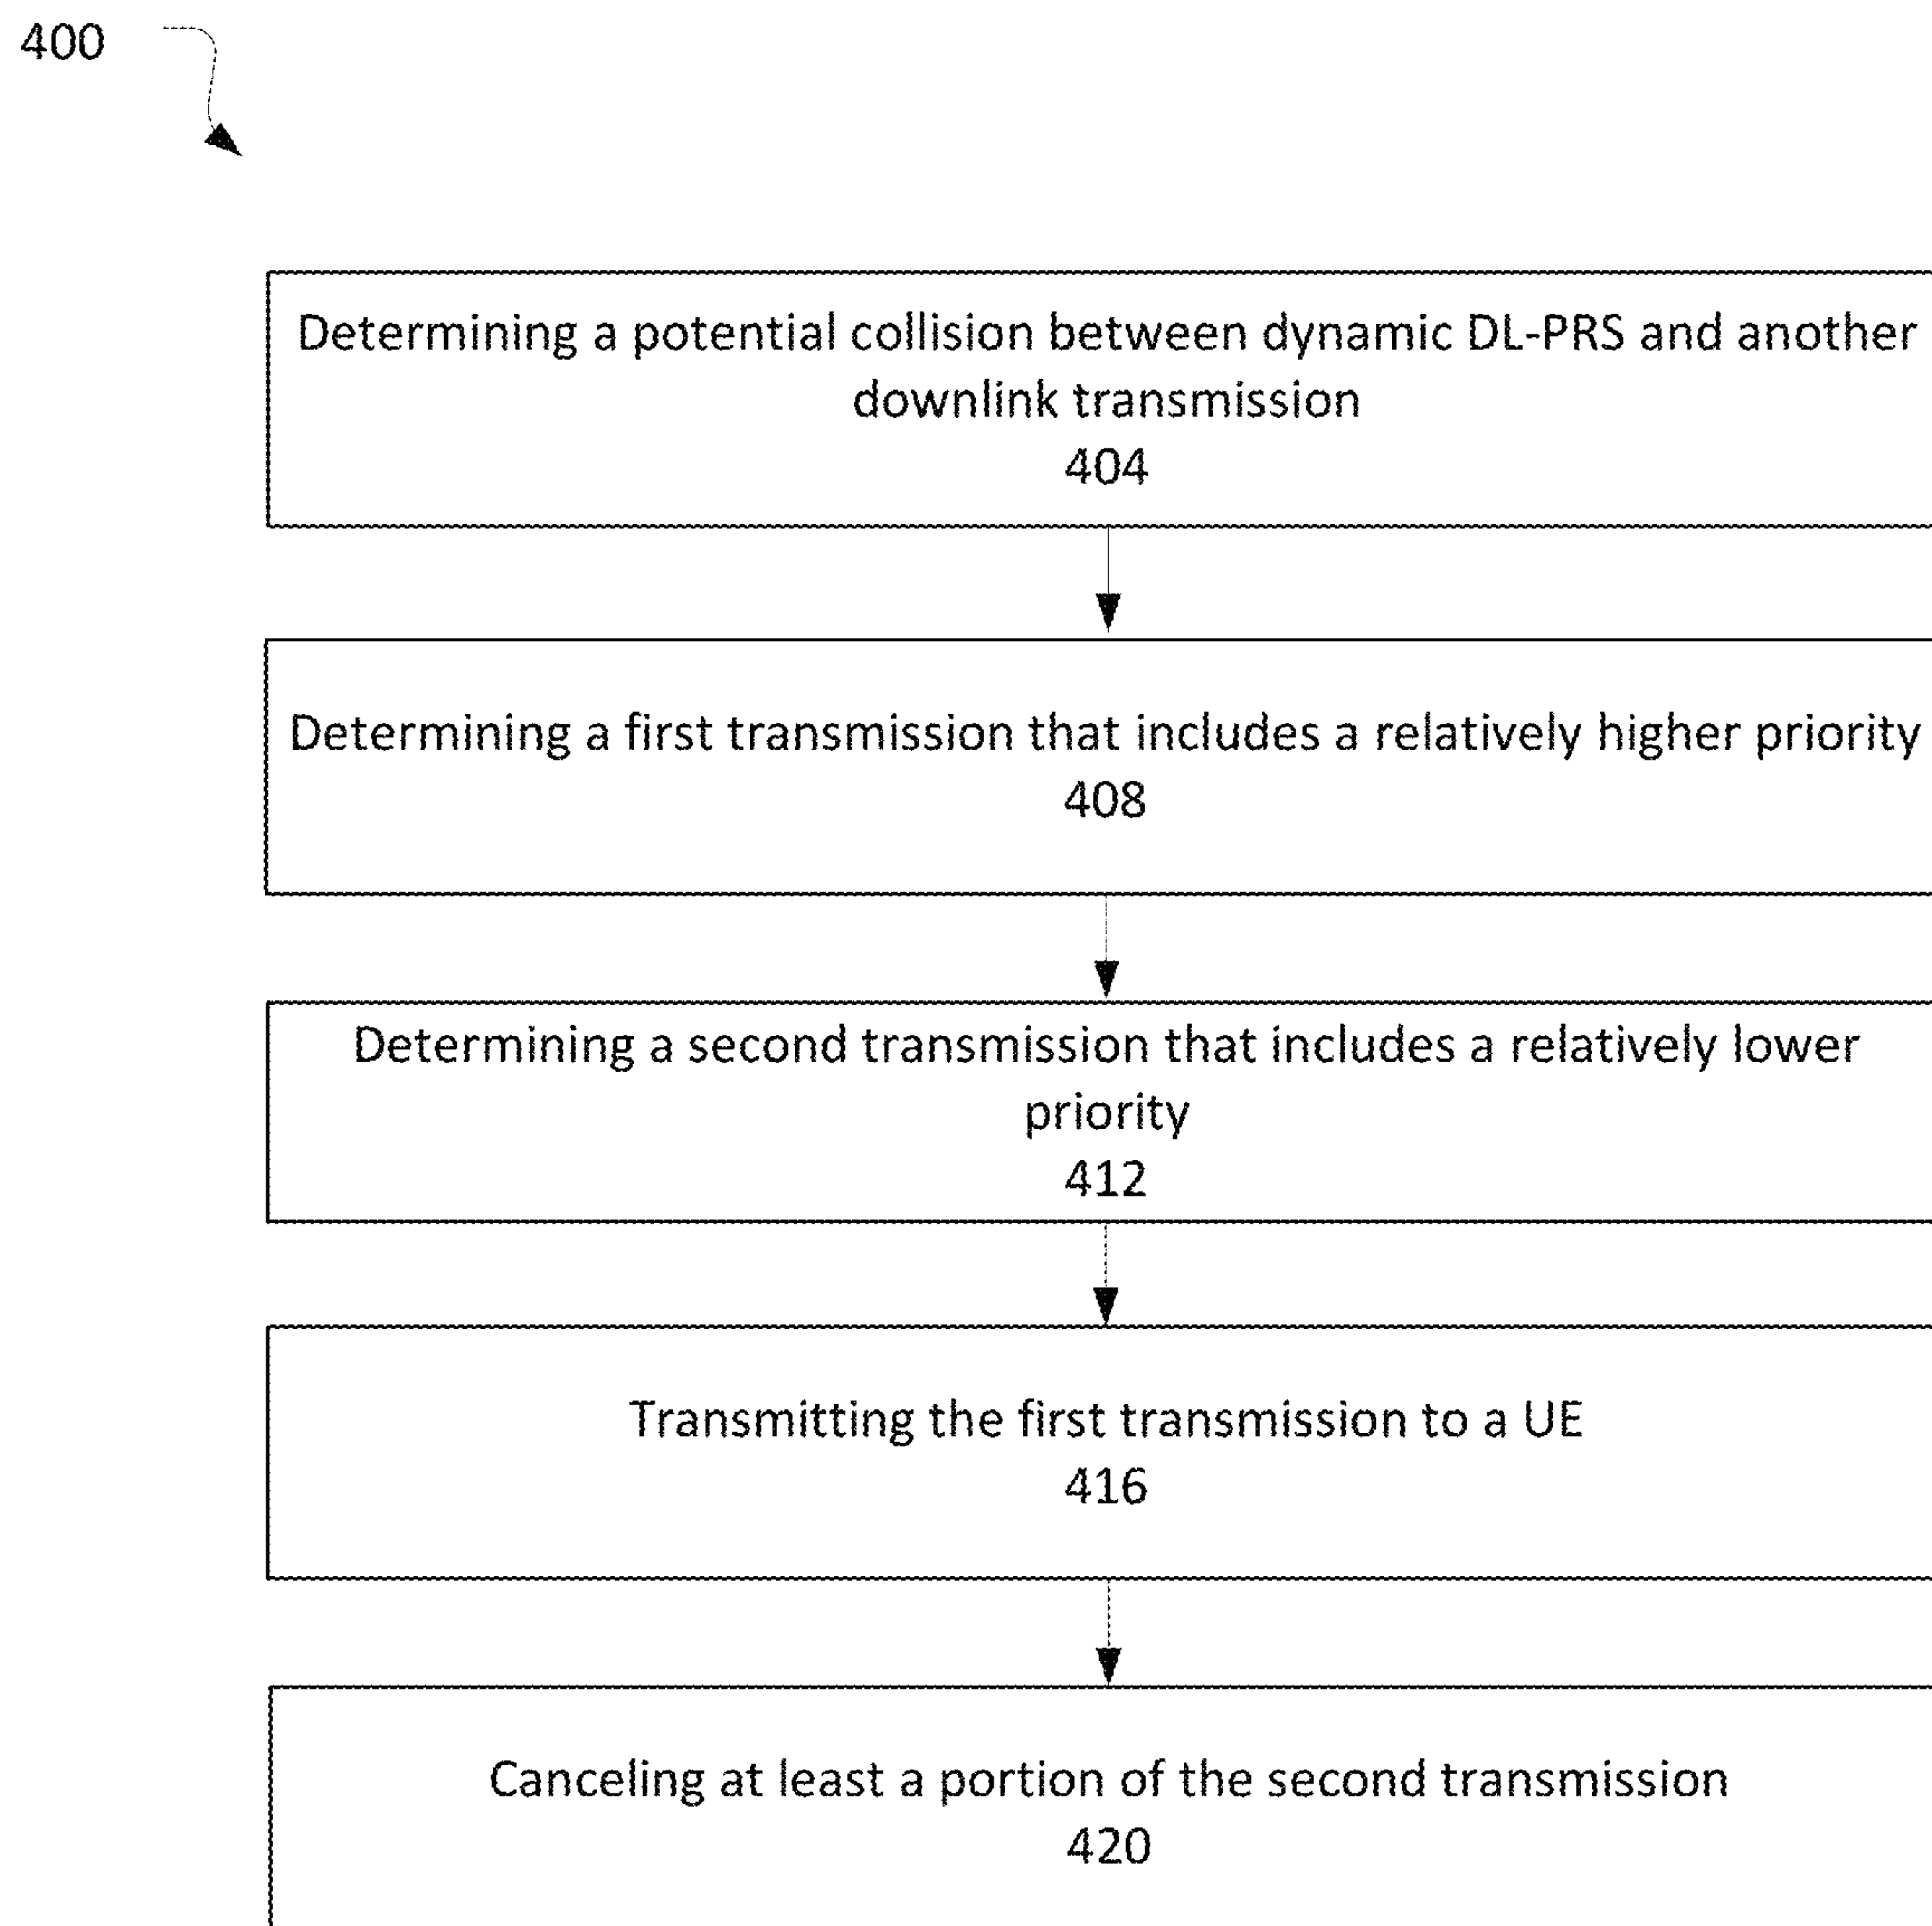 400
Determining a potential collision between dynamic DL-PRS and another
downlink transmission
404
Determining a first transmission that includes a relatively higher priority
408
Determining a second transmission that includes a relatively lower
priority
412
Transmitting the first transmission to a UE
416
Canceling at least a portion of the second transmission
420